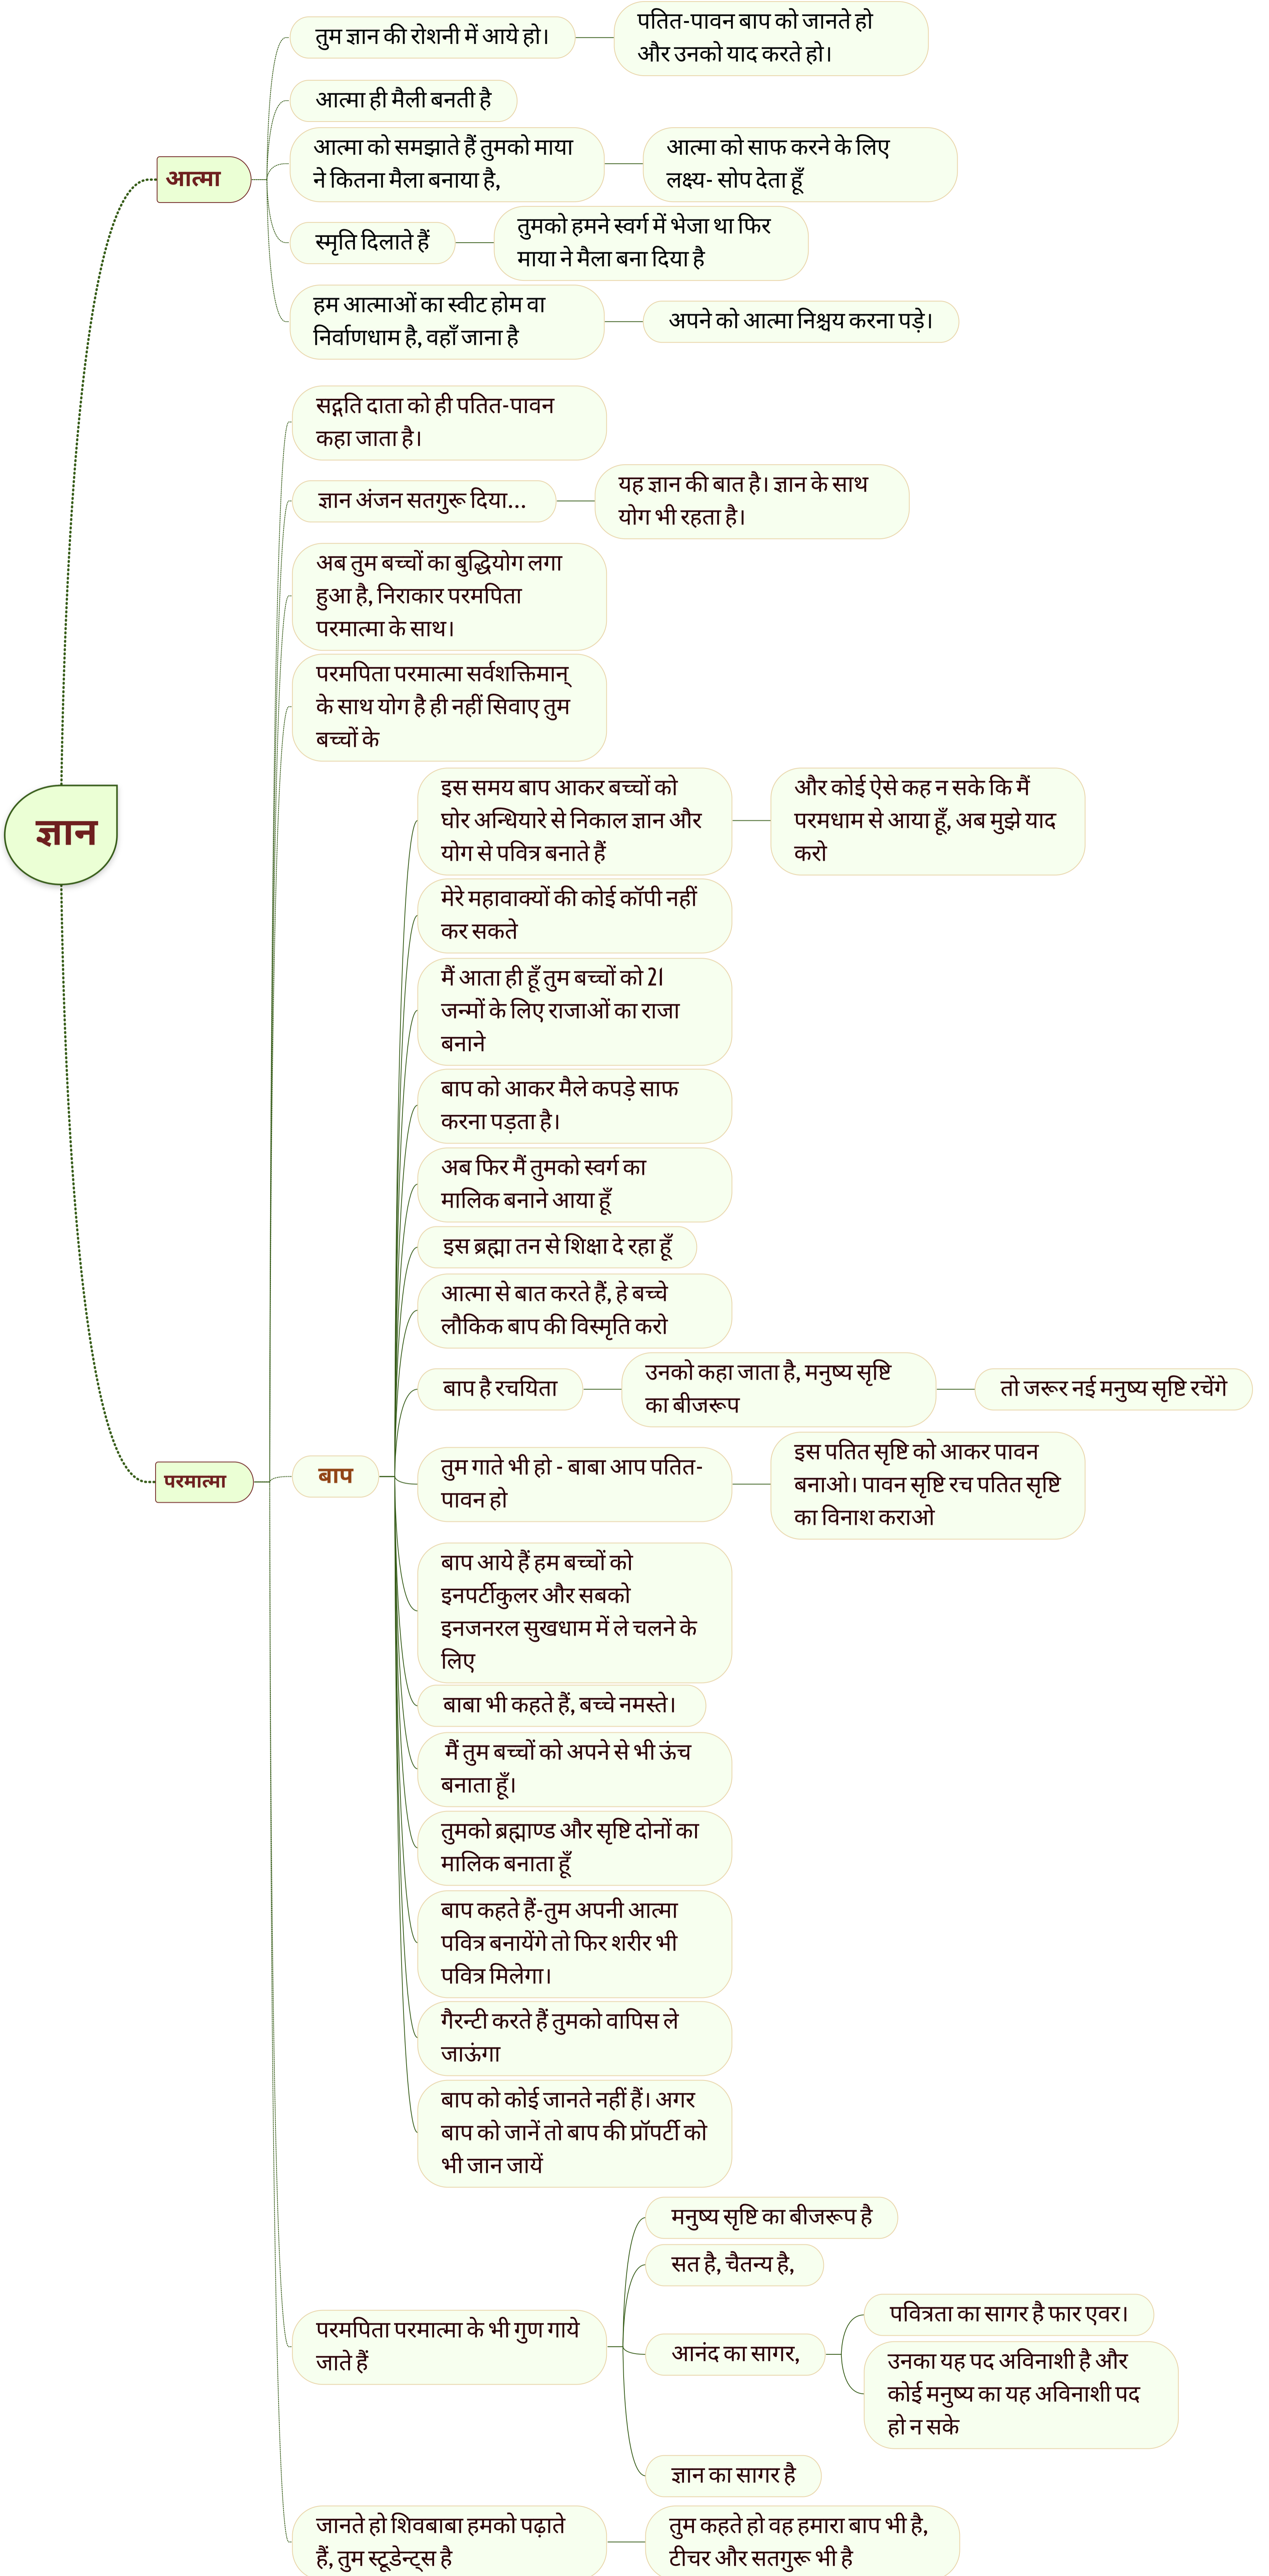 तुम ज्ञान की रोशनी में आये हो।
पतित-पावन बाप को जानते हो
और उनको याद करते हो।
आत्मा ही मैली बनती है
आत्मा
आत्मा को समझाते हैं तुमको माया
ने कितना मैला बनाया है,
आत्मा को साफ करने के लिए
लक्ष्य- सोप देता हूँ
स्मृति दिलाते हैं
तुमको हमने स्वर्ग में भेजा था फिर
माया ने मैला बना दिया है
हम आत्माओं का स्वीट होम वा
निर्वाणधाम है, वहाँ जाना है
अपने को आत्मा निश्चय करना पड़े।
सद्गति दाता को ही पतित-पावन
कहा जाता है।
ज्ञान अंजन सतगुरू दिया...
यह ज्ञान की बात है। ज्ञान के साथ
योग भी रहता है।
अब तुम बच्चों का बुद्धियोग लगा
हुआ है, निराकार परमपिता
परमात्मा के साथ।
परमपिता परमात्मा सर्वशक्तिमान्
के साथ योग है ही नहीं सिवाए तुम
बच्चों के
ज्ञान
इस समय बाप आकर बच्चों को
घोर अन्धियारे से निकाल ज्ञान और
योग से पवित्र बनाते हैं
और कोई ऐसे कह न सके कि मैं
परमधाम से आया हूँ, अब मुझे याद
करो
मेरे महावाक्यों की कोई कॉपी नहीं
कर सकते
मैं आता ही हूँ तुम बच्चों को 21
जन्मों के लिए राजाओं का राजा
बनाने
बाप को आकर मैले कपड़े साफ
करना पड़ता है।
अब फिर मैं तुमको स्वर्ग का
मालिक बनाने आया हूँ
इस ब्रह्मा तन से शिक्षा दे रहा हूँ
आत्मा से बात करते हैं, हे बच्चे
लौकिक बाप की विस्मृति करो
बाप है रचयिता
उनको कहा जाता है, मनुष्य सृष्टि
का बीजरूप
तो जरूर नई मनुष्य सृष्टि रचेंगे
परमात्मा
बाप
तुम गाते भी हो - बाबा आप पतित-
पावन हो
इस पतित सृष्टि को आकर पावन
बनाओ। पावन सृष्टि रच पतित सृष्टि
का विनाश कराओ
बाप आये हैं हम बच्चों को
इनपर्टीकुलर और सबको
इनजनरल सुखधाम में ले चलने के
लिए
बाबा भी कहते हैं, बच्चे नमस्ते।
मैं तुम बच्चों को अपने से भी ऊंच
बनाता हूँ।
तुमको ब्रह्माण्ड और सृष्टि दोनों का
मालिक बनाता हूँ
बाप कहते हैं-तुम अपनी आत्मा
पवित्र बनायेंगे तो फिर शरीर भी
पवित्र मिलेगा।
गैरन्टी करते हैं तुमको वापिस ले
जाऊंगा
बाप को कोई जानते नहीं हैं। अगर
बाप को जानें तो बाप की प्रॉपर्टी को
भी जान जायें
परमपिता परमात्मा के भी गुण गाये
जाते हैं
मनुष्य सृष्टि का बीजरूप है
सत है, चैतन्य है,
आनंद का सागर,
पवित्रता का सागर है फार एवर।
उनका यह पद अविनाशी है और
कोई मनुष्य का यह अविनाशी पद
हो न सके
ज्ञान का सागर है
जानते हो शिवबाबा हमको पढ़ाते
हैं, तुम स्टूडेन्ट्स है
तुम कहते हो वह हमारा बाप भी है,
टीचर और सतगुरू भी है